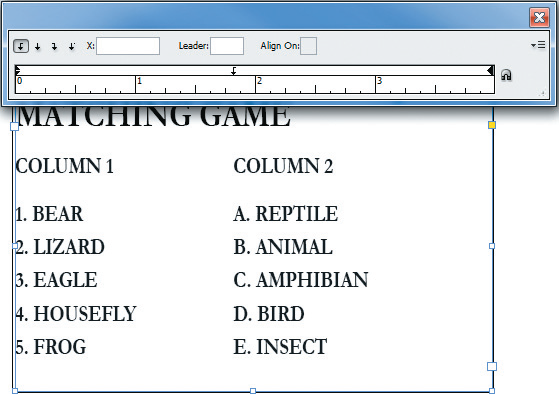 X: Leader: Align On:
0 1 2 3
MATCHING GAME
COLUMN 1 COLUMN 2
1. BEAR A. REPTILE
2. LIZARD B. ANIMAL
3. EAGLE C. AMPHIBIAN
4. HOUSEFLY D. BIRD
5. FROG E. INSECT